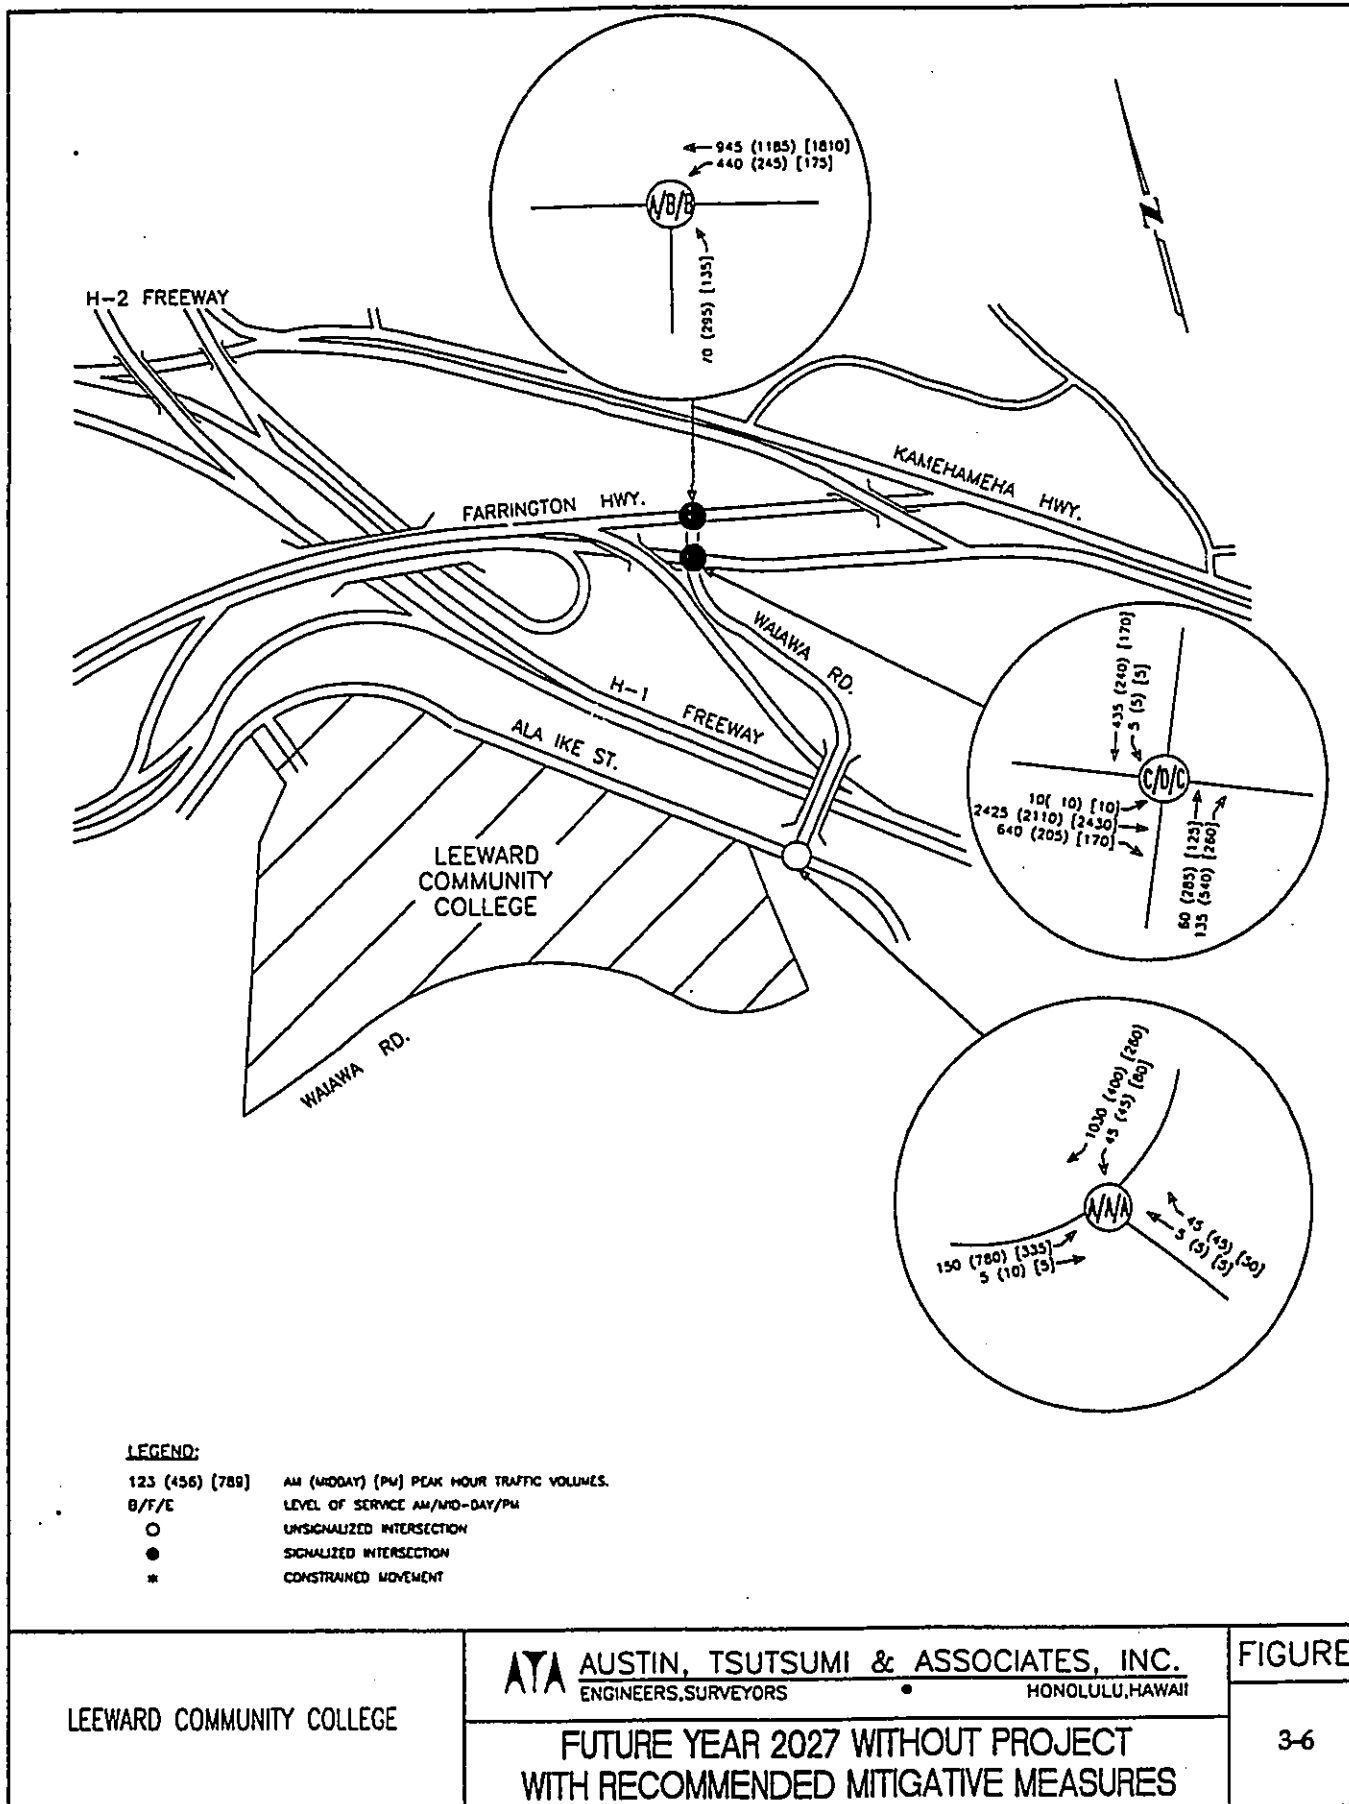 945 (1185) [1810]
440 (245) [175]
A/B/B
70 (295) [135]
N
H-2 FREEWAY
KAMEHAMEHA HWY.
FARRINGTON HWY.
WAIAWA RD.
H-1 FREEWAY
ALA IKE ST.
435 (240) [170]
5 (5) [5]
C/D/C
10( 10) [10]
2425 (2110) [2430]
640 (205) [170]
60 (285) [125]
135 (540) [260]
LEEWARD
COMMUNITY
COLLEGE
WAIAWA RD.
1030 (400) [260]
45 (45) [80]
A/A/A
45 (45) [50]
5 (5) [5]
150 (780) [335]
5 (10) [5]
LEGEND:
123 (456) [789] AM (MIDDAY) [PM] PEAK HOUR TRAFFIC VOLUMES.
B/F/E LEVEL OF SERVICE AM/MID-DAY/PM
UNSIGNALIZED INTERSECTION
SIGNALIZED INTERSECTION
* CONSTRAINED MOVEMENT
LEEWARD COMMUNITY COLLEGE
ATA AUSTIN, TSUTSUMI & ASSOCIATES, INC.
ENGINEERS,SURVEYORS • HONOLULU,HAWAII
FUTURE YEAR 2027 WITHOUT PROJECT
WITH RECOMMENDED MITIGATIVE MEASURES
FIGURE
3-6